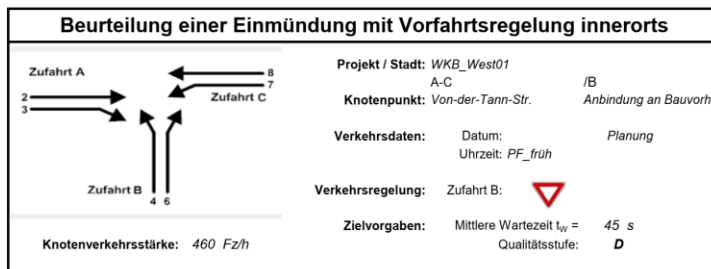 Beurteilung einer Einmündung mit Vorfahrtsregelung innerorts
Zufahrt A
8
7
Zufahrt C
2
3
Zufahrt B
4 6
Knotenverkehrsstärke: 460 Fz/h
Projekt / Stadt: WKB_West01
A-C /B
Knotenpunkt: Von-der-Tann-Str. Anbindung an Bauvorh
Verkehrsdaten: Datum: Planung
Uhrzeit: PF_früh
Verkehrsregelung: Zufahrt B:
Zielvorgaben: Mittlere Wartezeit tw = 45 s
Qualitätsstufe: D